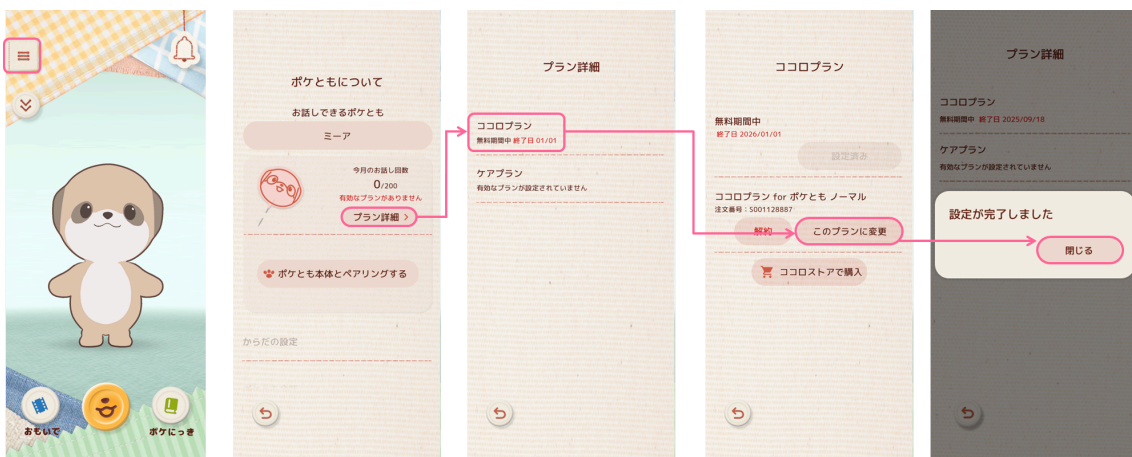 おもいで
ポケにっき
ポケともについて
お話しできるポケとも
ミーア
今月のお話し回数
0/200
有効なプランがありません
プラン詳細 >
ポケとも本体とペアリングする
からだの設定
プラン詳細
ココロプラン
無料期間中 終了日 01/01
ケアプラン
有効なプランが設定されていません
ココロプラン
無料期間中
終了日 2026/01/01
設定済み
ココロプラン for ポケとも ノーマル
注文番号：S001128887
解約
このプランに変更
ココロストアで購入
プラン詳細
ココロプラン
無料期間中 終了日 2025/09/18
ケアプラン
有効なプランが設定されていません
設定が完了しました
閉じる